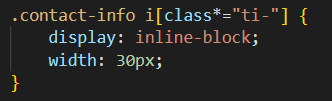 .contact-info i[class*="ti-"] {
    display: inline-block;
    width: 30px;
}